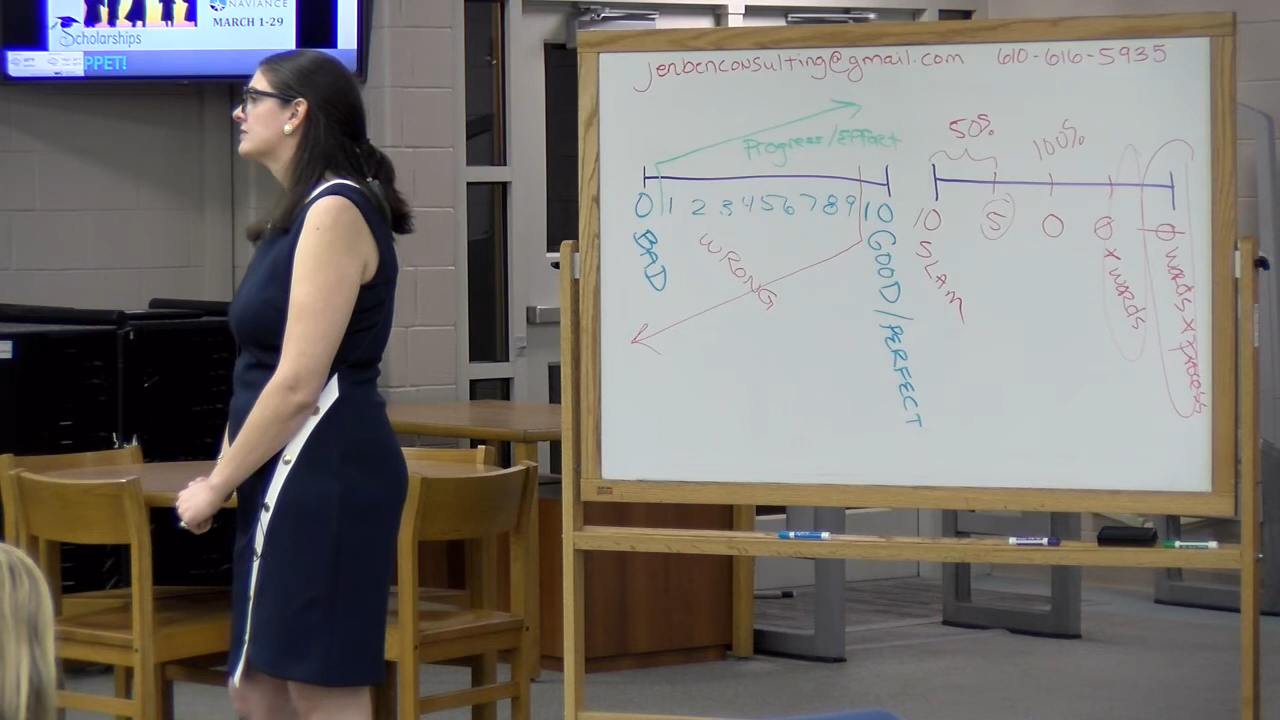 NAVIANCE
MARCH 1-29
Scholarships
PPET!
jenbenconsulting@gmail.com 610-616-5935
Progress/Effort
50% 100%
0 1 2 3 4 5 6 7 8 9 10
BAD
WRONG
GOOD/PERFECT
10 5 0 0 x words 0 words x process
SLAM